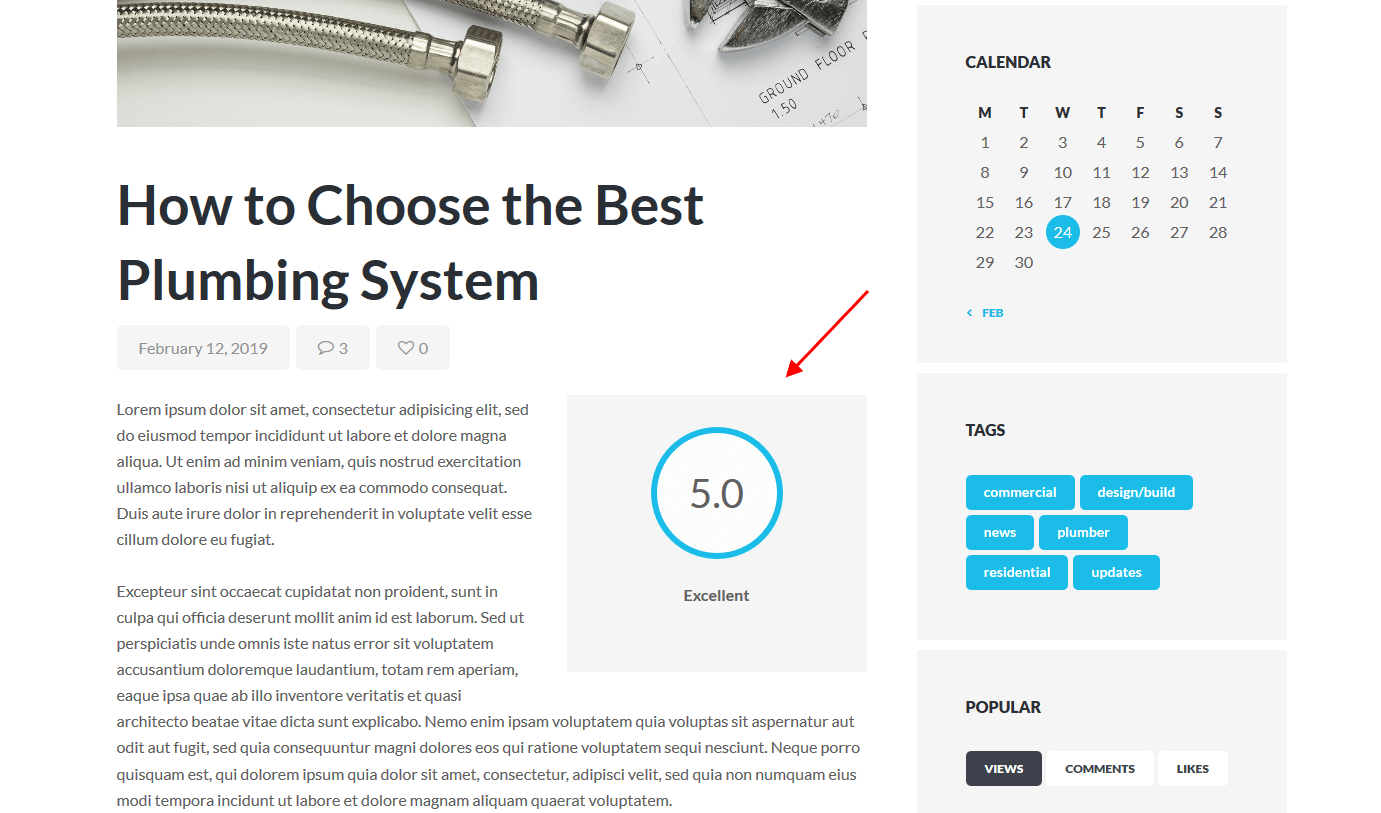 GROUND FLOOR
1.50
How to Choose the Best
Plumbing System
February 12, 2019
3
0
Lorem ipsum dolor sit amet, consectetur adipisicing elit, sed
do eiusmod tempor incididunt ut labore et dolore magna
aliqua. Ut enim ad minim veniam, quis nostrud exercitation
ullamco laboris nisi ut aliquip ex ea commodo consequat.
Duis aute irure dolor in reprehenderit in voluptate velit esse
cillum dolore eu fugiat.
5.0
Excellent
Excepteur sint occaecat cupidatat non proident, sunt in
culpa qui officia deserunt mollit anim id est laborum. Sed ut
perspiciatis unde omnis iste natus error sit voluptatem
accusantium doloremque laudantium, totam rem aperiam,
eaque ipsa quae ab illo inventore veritatis et quasi
architecto beatae vitae dicta sunt explicabo. Nemo enim ipsam voluptatem quia voluptas sit aspernatur aut
odit aut fugit, sed quia consequuntur magni dolores eos qui ratione voluptatem sequi nesciunt. Neque porro
quisquam est, qui dolorem ipsum quia dolor sit amet, consectetur, adipisci velit, sed quia non numquam eius
modi tempora incidunt ut labore et dolore magnam aliquam quaerat voluptatem.
CALENDAR
M T W T F S S
1 2 3 4 5 6 7
8 9 10 11 12 13 14
15 16 17 18 19 20 21
22 23 24 25 26 27 28
29 30
< FEB
TAGS
commercial design/build
news plumber
residential updates
POPULAR
VIEWS COMMENTS LIKES